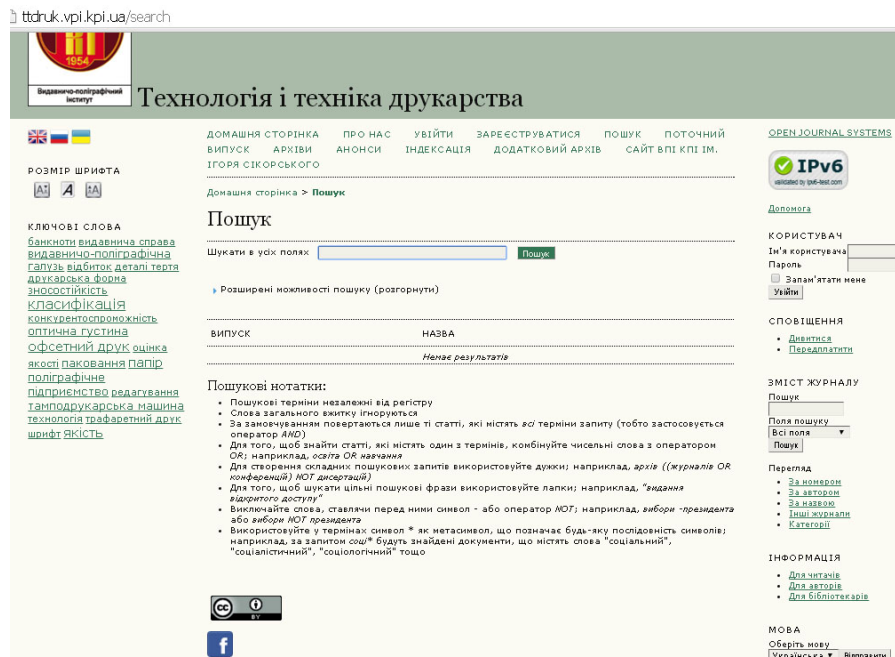 ttdruk.vpi.kpi.ua/search
1954
Видавничо-поліграфічний
інститут
Технологія і техніка друкарства
РОЗМІР ШРИФТА
КЛЮЧОВІ СЛОВА
банкноти видавнича справа
видавничо-поліграфічна
галузь відбиток деталі тертя
друкарська форма
зносостійкість
класифікація
конкурентоспроможність
оптична густина
офсетний друк оцінка
якості паковання папір
поліграфічне
підприємство редагування
тамподрукарська машина
технологія трафаретний друк
шрифт якість
ДОМАШНЯ СТОРІНКА ПРО НАС УВІЙТИ ЗАРЕЄСТРУВАТИСЯ ПОШУК ПОТОЧНИЙ
ВИПУСК АРХІВИ АНОНСИ ІНДЕКСАЦІЯ ДОДАТКОВИЙ АРХІВ САЙТ ВПІ КПІ ІМ.
ІГОРЯ СІКОРСЬКОГО
Домашня сторінка > Пошук
Пошук
Шукати в усіх полях Пошук
Розширені можливості пошуку (розгорнути)
ВИПУСК НАЗВА
Немає результатів
Пошукові нотатки:
Пошукові терміни незалежні від регістру
Слова загального вжитку ігноруються
За замовчуванням повертаються лише ті статті, які містять всі терміни запиту (тобто застосовується
оператор AND)
Для того, щоб знайти статті, які містять один з термінів, комбінуйте чисельні слова з оператором
OR; наприклад, освіта OR навчання
Для створення складних пошукових запитів використовуйте дужки; наприклад, архів ((журналів OR
конференцій) NOT дисертацій)
Для того, щоб шукати цільні пошукові фрази використовуйте лапки; наприклад, "видання
відкритого доступу"
Виключайте слова, ставлячи перед ними символ - або оператор NOT; наприклад, вибори -президента
або вибори NOT президента
Використовуйте у термінах символ * як метасимвол, що позначає будь-яку послідовність символів;
наприклад, за запитом соці* будуть знайдені документи, що містять слова "соціальний",
"соціалістичний", "соціологічний" тощо
cc BY
f
OPEN JOURNAL SYSTEMS
IPv6
validated by ipv6-test.com
Допомога
КОРИСТУВАЧ
Ім'я користувача
Пароль
Запам'ятати мене
Увійти
СПОВІЩЕННЯ
Дивитися
Передплатити
ЗМІСТ ЖУРНАЛУ
Пошук
Поля пошуку
Всі поля
Пошук
Перегляд
За номером
За автором
За назвою
Інші журнали
Категорії
ІНФОРМАЦІЯ
Для читачів
Для авторів
Для бібліотекарів
МОВА
Оберіть мову
Українська Відправити